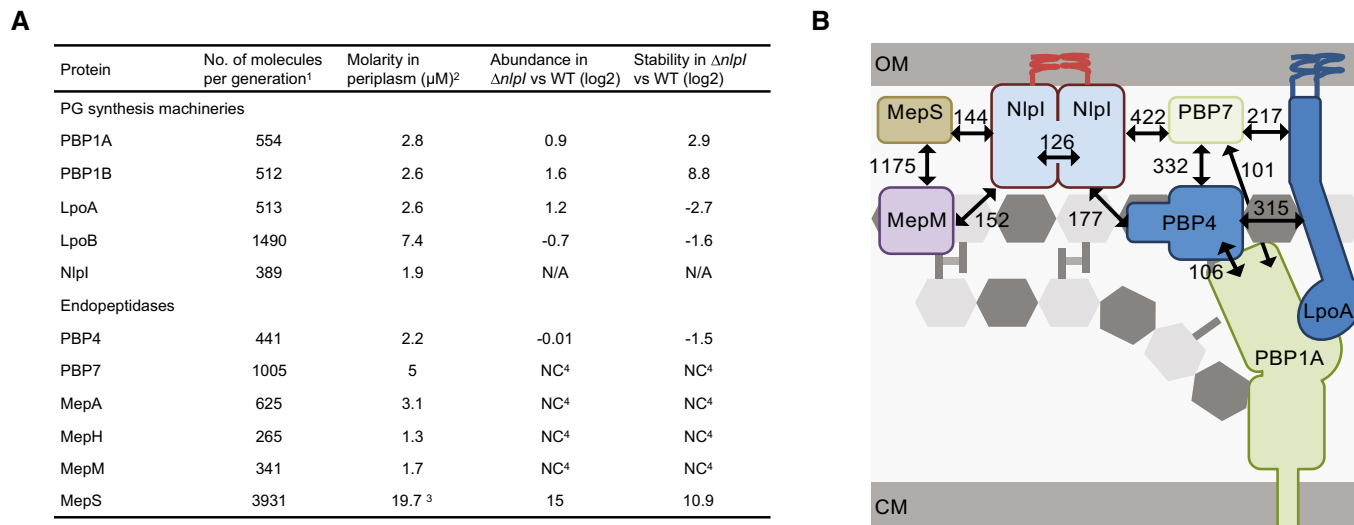 A
Protein No. of molecules per generation¹ Molarity in periplasm (µM)² Abundance in ΔnlpI vs WT (log2) Stability in ΔnlpI vs WT (log2)
PG synthesis machineries
PBP1A 554 2.8 0.9 2.9
PBP1B 512 2.6 1.6 8.8
LpoA 513 2.6 1.2 -2.7
LpoB 1490 7.4 -0.7 -1.6
NlpI 389 1.9 N/A N/A
Endopeptidases
PBP4 441 2.2 -0.01 -1.5
PBP7 1005 5 NC⁴ NC⁴
MepA 625 3.1 NC⁴ NC⁴
MepH 265 1.3 NC⁴ NC⁴
MepM 341 1.7 NC⁴ NC⁴
MepS 3931 19.7 ³ 15 10.9
B
OM
MepS 144 NlpI NlpI 422 PBP7 217
126
1175 332 101
MepM 152 177 PBP4 315
106
LpoA
PBP1A
CM